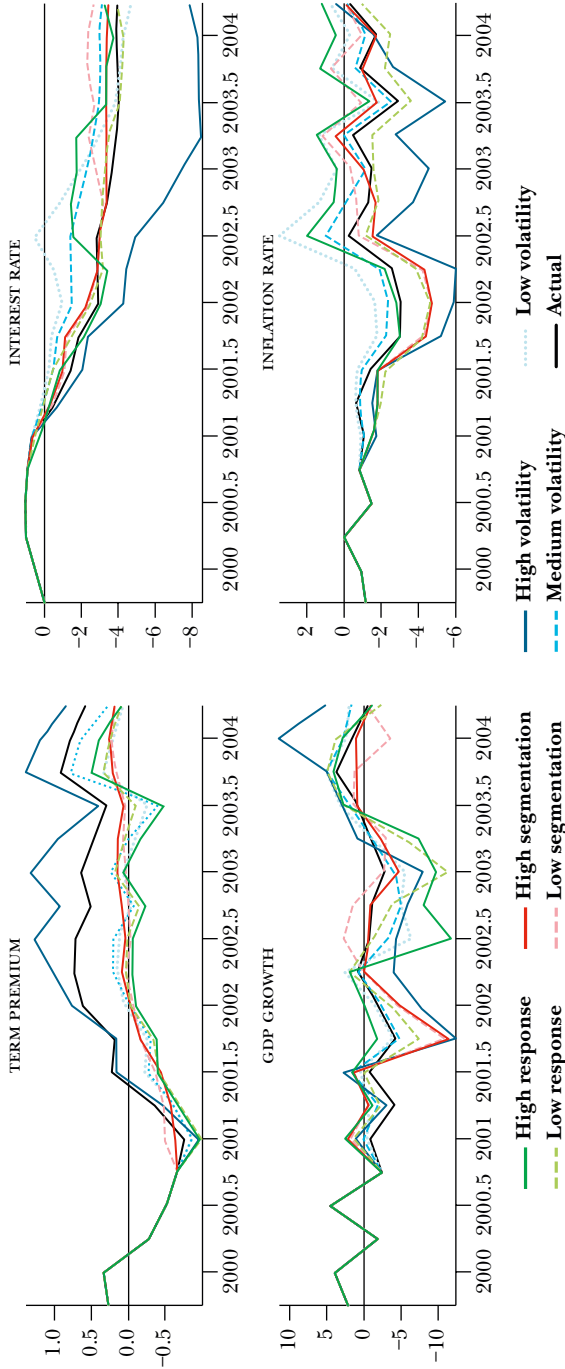 TERM PREMIUM
1.0
0.5
0.0
−0.5
2000 2000.5 2001 2001.5 2002 2002.5 2003 2003.5 2004
INTEREST RATE
0
−2
−4
−6
−8
2000 2000.5 2001 2001.5 2002 2002.5 2003 2003.5 2004
GDP GROWTH
10
5
0
−5
−10
2000 2000.5 2001 2001.5 2002 2002.5 2003 2003.5 2004
INFLATION RATE
2
0
−2
−4
−6
2000 2000.5 2001 2001.5 2002 2002.5 2003 2003.5 2004
High response High segmentation High volatility Low volatility
Low response Low segmentation Medium volatility Actual